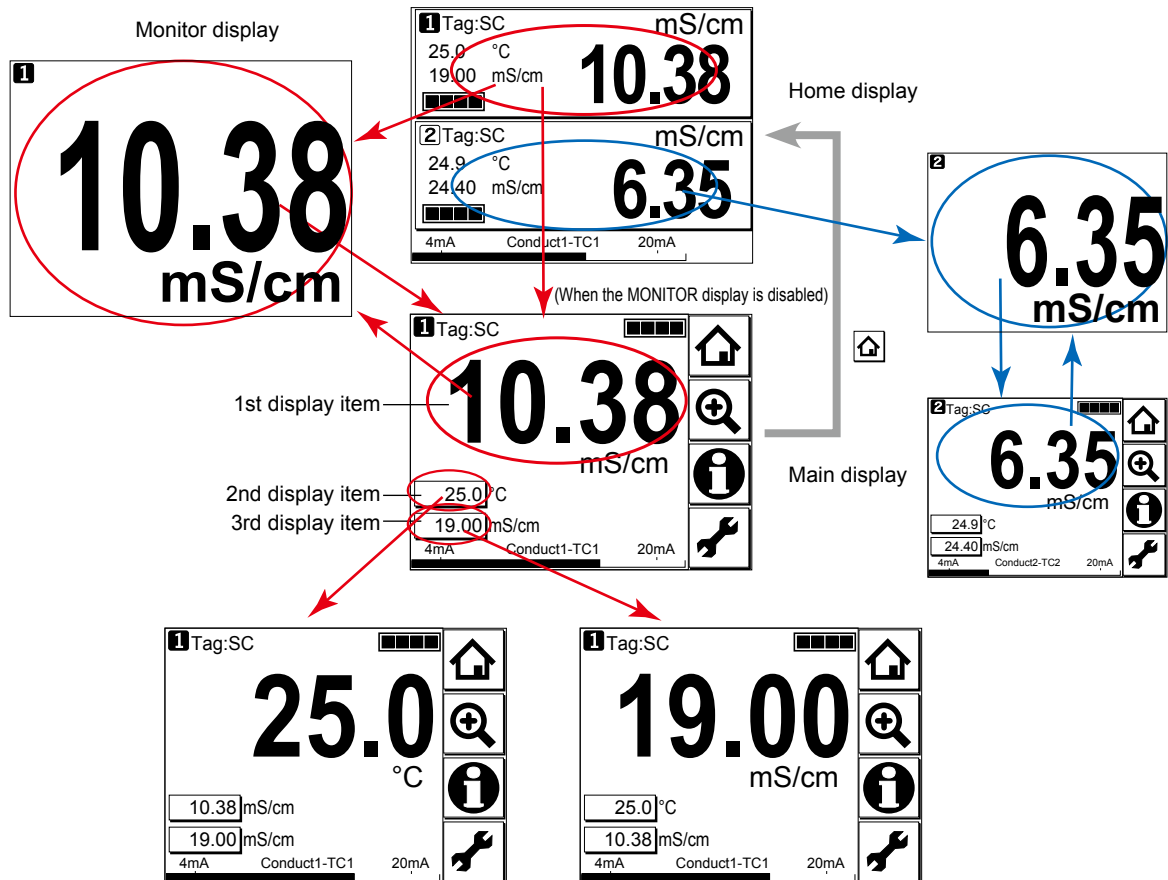 Monitor display
1
10.38
mS/cm
1 Tag:SC
mS/cm
25.0 °C
19.00 mS/cm
10.38
2 Tag:SC
mS/cm
24.9 °C
24.40 mS/cm
6.35
4mA Conduct1-TC1 20mA
Home display
2
6.35
mS/cm
(When the MONITOR display is disabled)
1 Tag:SC
10.38
mS/cm
1st display item
2nd display item
25.0 °C
3rd display item
19.00 mS/cm
4mA Conduct1-TC1 20mA
Main display
2 Tag:SC
6.35
mS/cm
24.9 °C
24.40 mS/cm
4mA Conduct2-TC2 20mA
1 Tag:SC
25.0
°C
10.38 mS/cm
19.00 mS/cm
4mA Conduct1-TC1 20mA
1 Tag:SC
19.00
mS/cm
25.0 °C
10.38 mS/cm
4mA Conduct1-TC1 20mA